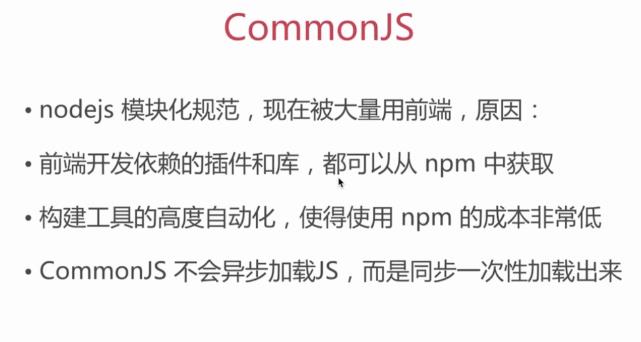 CommonJS
• nodejs 模块化规范，现在被大量用前端，原因：
• 前端开发依赖的插件和库，都可以从 npm 中获取
• 构建工具的高度自动化，使得使用 npm 的成本非常低
• CommonJS 不会异步加载JS，而是同步一次性加载出来